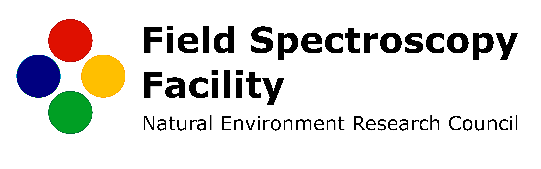 Field Spectroscopy
Facility
Natural Environment Research Council